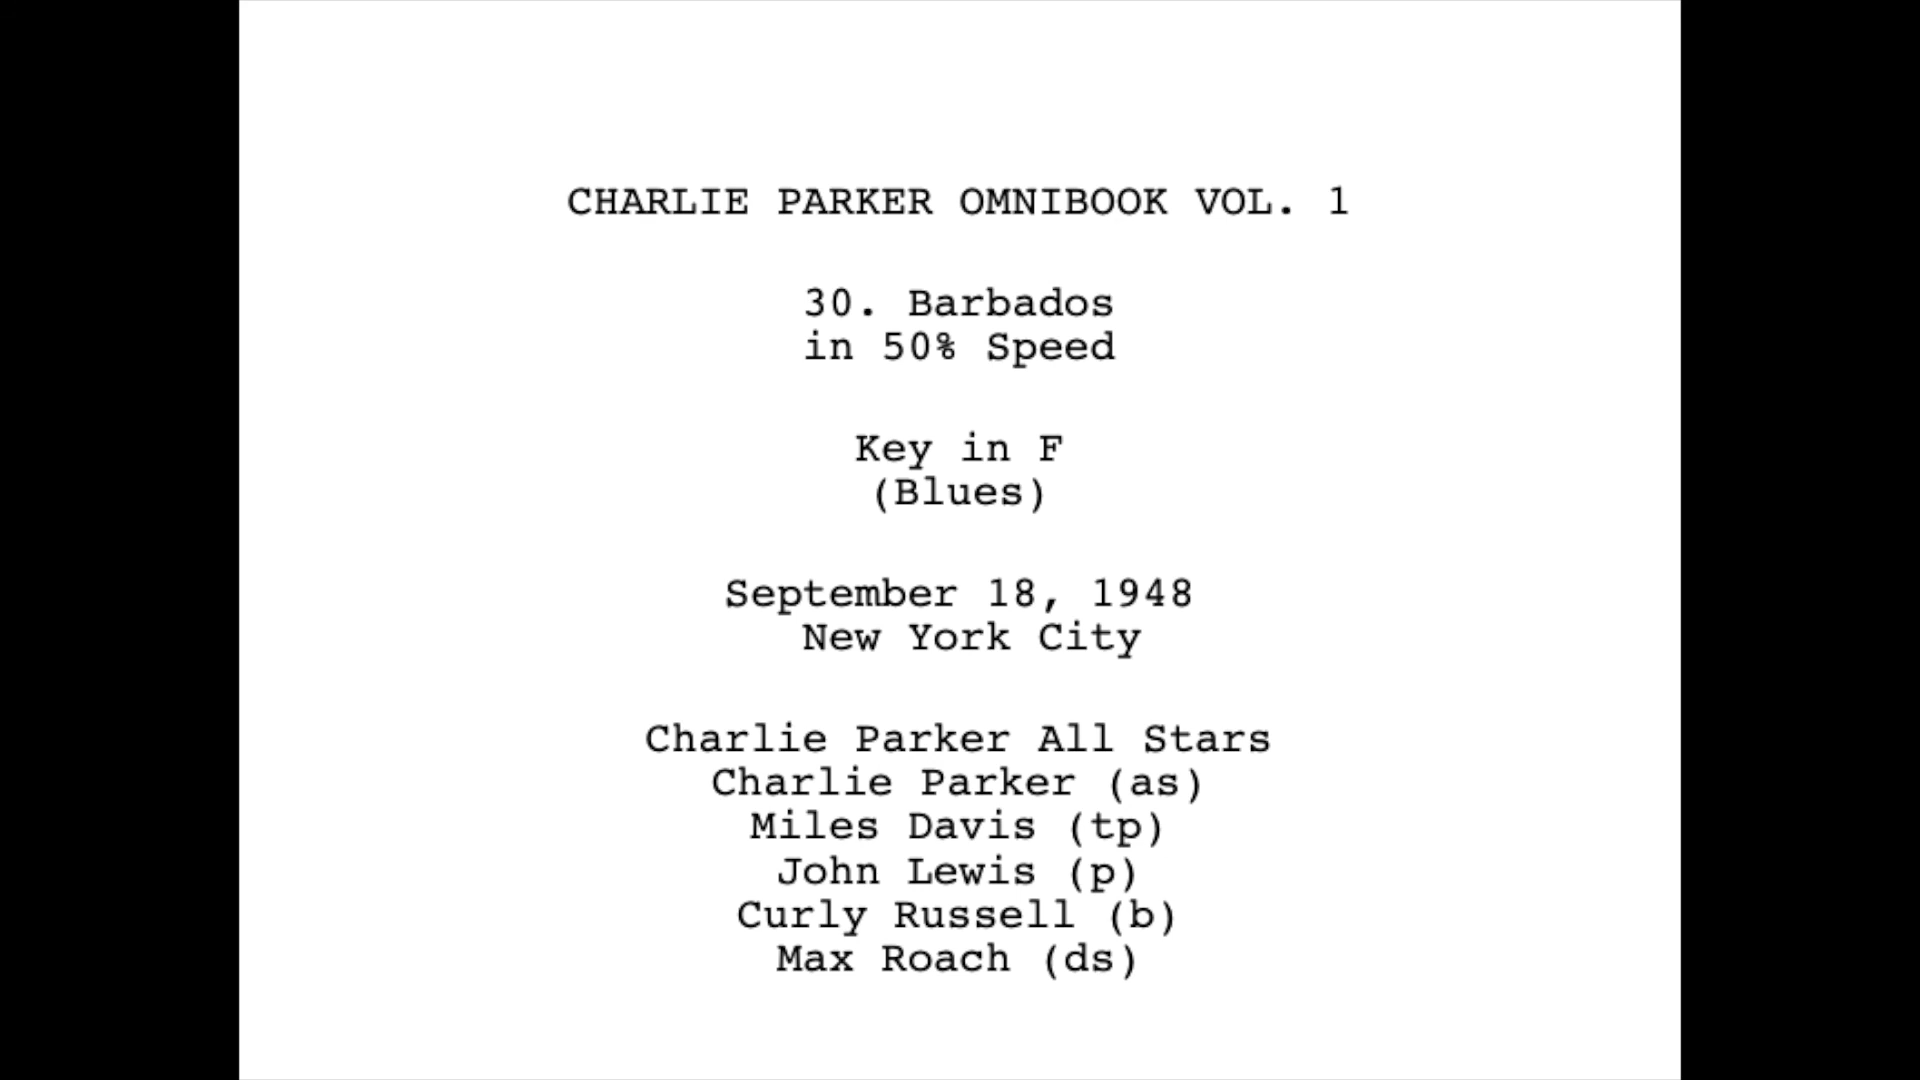 CHARLIE PARKER OMNIBOOK VOL. 1
30. Barbados
in 50% Speed
Key in F
(Blues)
September 18, 1948
New York City
Charlie Parker All Stars
Charlie Parker (as)
Miles Davis (tp)
John Lewis (p)
Curly Russell (b)
Max Roach (ds)